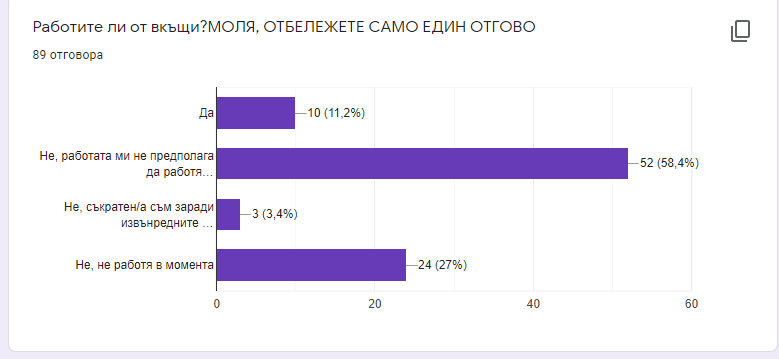 Работите ли от вкъщи?МОЛЯ, ОТБЕЛЕЖЕТЕ САМО ЕДИН ОТГОВО
89 отговора
Да
10 (11,2%)
Не, работата ми не предполага
да работя…
52 (58,4%)
Не, съкратен/а съм заради
извънредните …
3 (3,4%)
Не, не работя в момента
24 (27%)
0 20 40 60